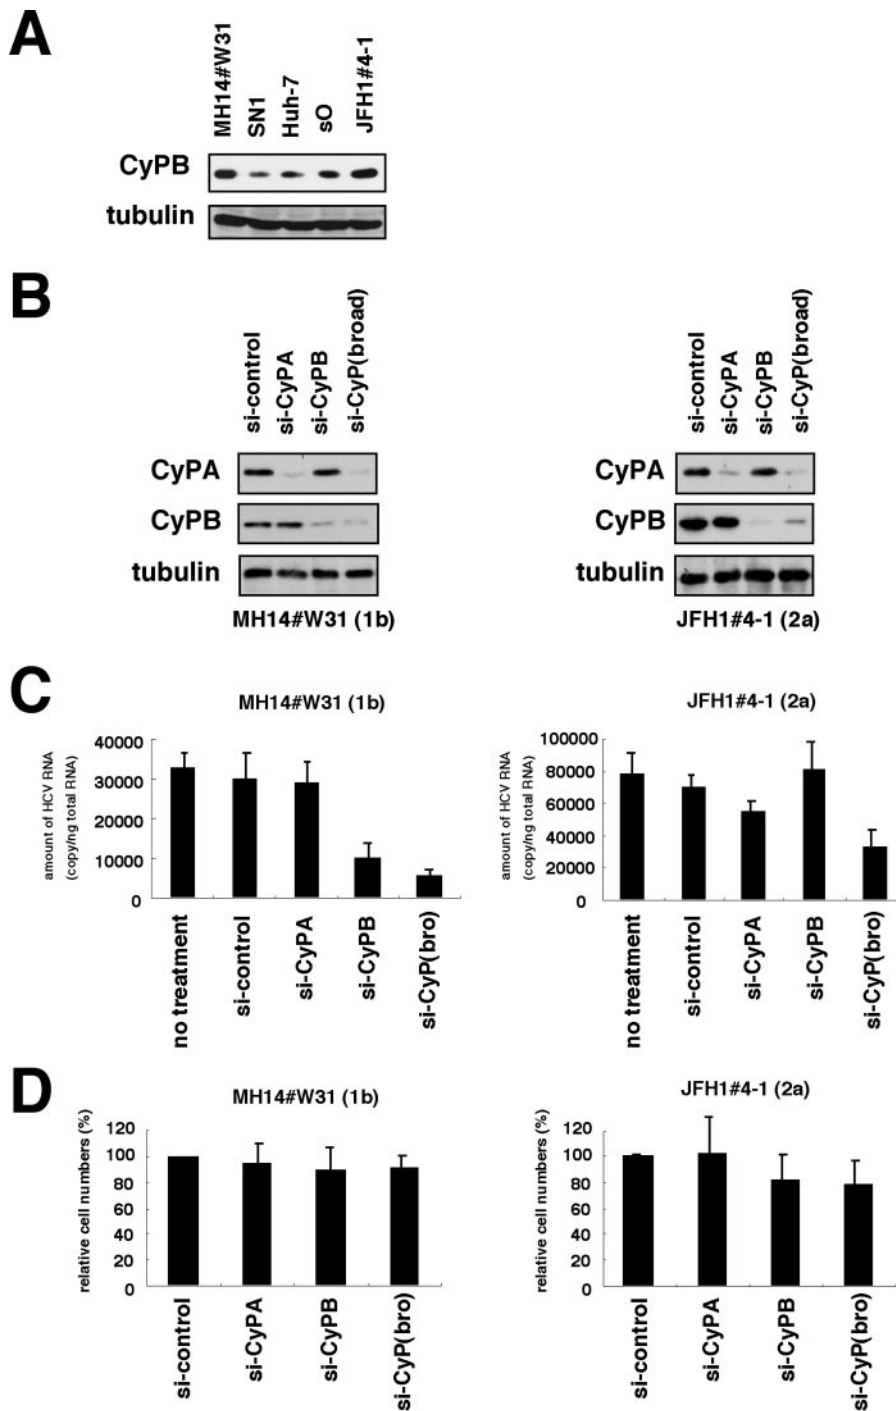 A
MH14#W31
SN1
Huh-7
sO
JFH1#4-1
CyPB
tubulin
B
si-control
si-CyPA
si-CyPB
si-CyP(broad)
CyPA
CyPB
tubulin
MH14#W31 (1b)
si-control
si-CyPA
si-CyPB
si-CyP(broad)
CyPA
CyPB
tubulin
JFH1#4-1 (2a)
C
MH14#W31 (1b)
amount of HCV RNA
(copy/ng total RNA)
40000
30000
20000
10000
0
no treatment
si-control
si-CyPA
si-CyPB
si-CyP(bro)
JFH1#4-1 (2a)
amount of HCV RNA
(copy/ng total RNA)
100000
80000
60000
40000
20000
0
no treatment
si-control
si-CyPA
si-CyPB
si-CyP(bro)
D
MH14#W31 (1b)
relative cell numbers (%)
120
100
80
60
40
20
0
si-control
si-CyPA
si-CyPB
si-CyP(bro)
JFH1#4-1 (2a)
relative cell numbers (%)
120
100
80
60
40
20
0
si-control
si-CyPA
si-CyPB
si-CyP(bro)